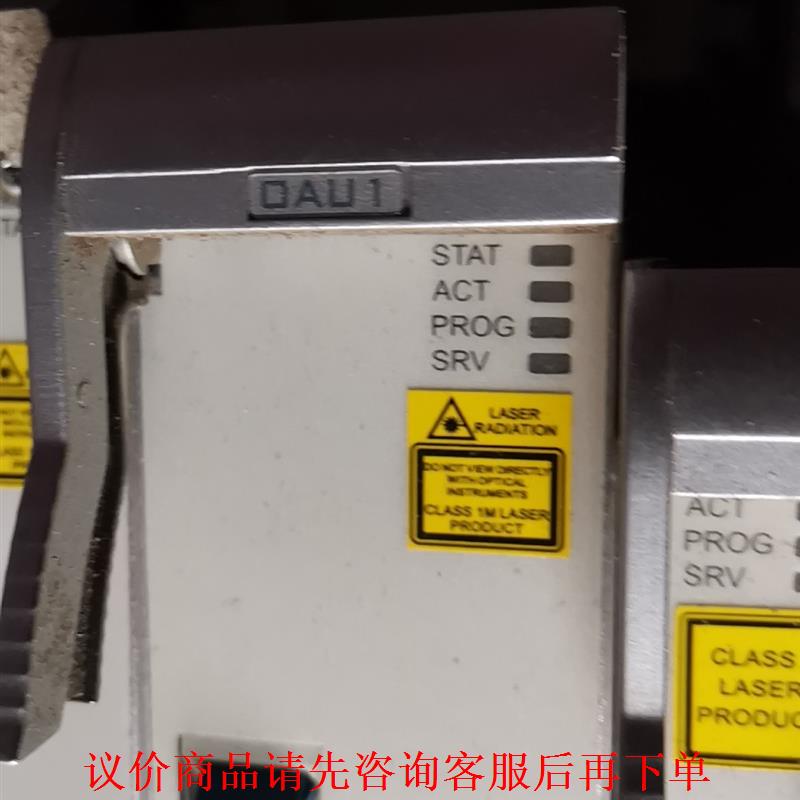 OAU1
STAT
ACT
PROG
SRV
LASER
RADIATION
DO NOT VIEW DIRECTLY
WITH OPTICAL
INSTRUMENTS
CLASS 1M LASER
PRODUCT
ACT
PROG
SRV
CLASS
LASER
PRODUC
议价商品请先咨询客服后再下单